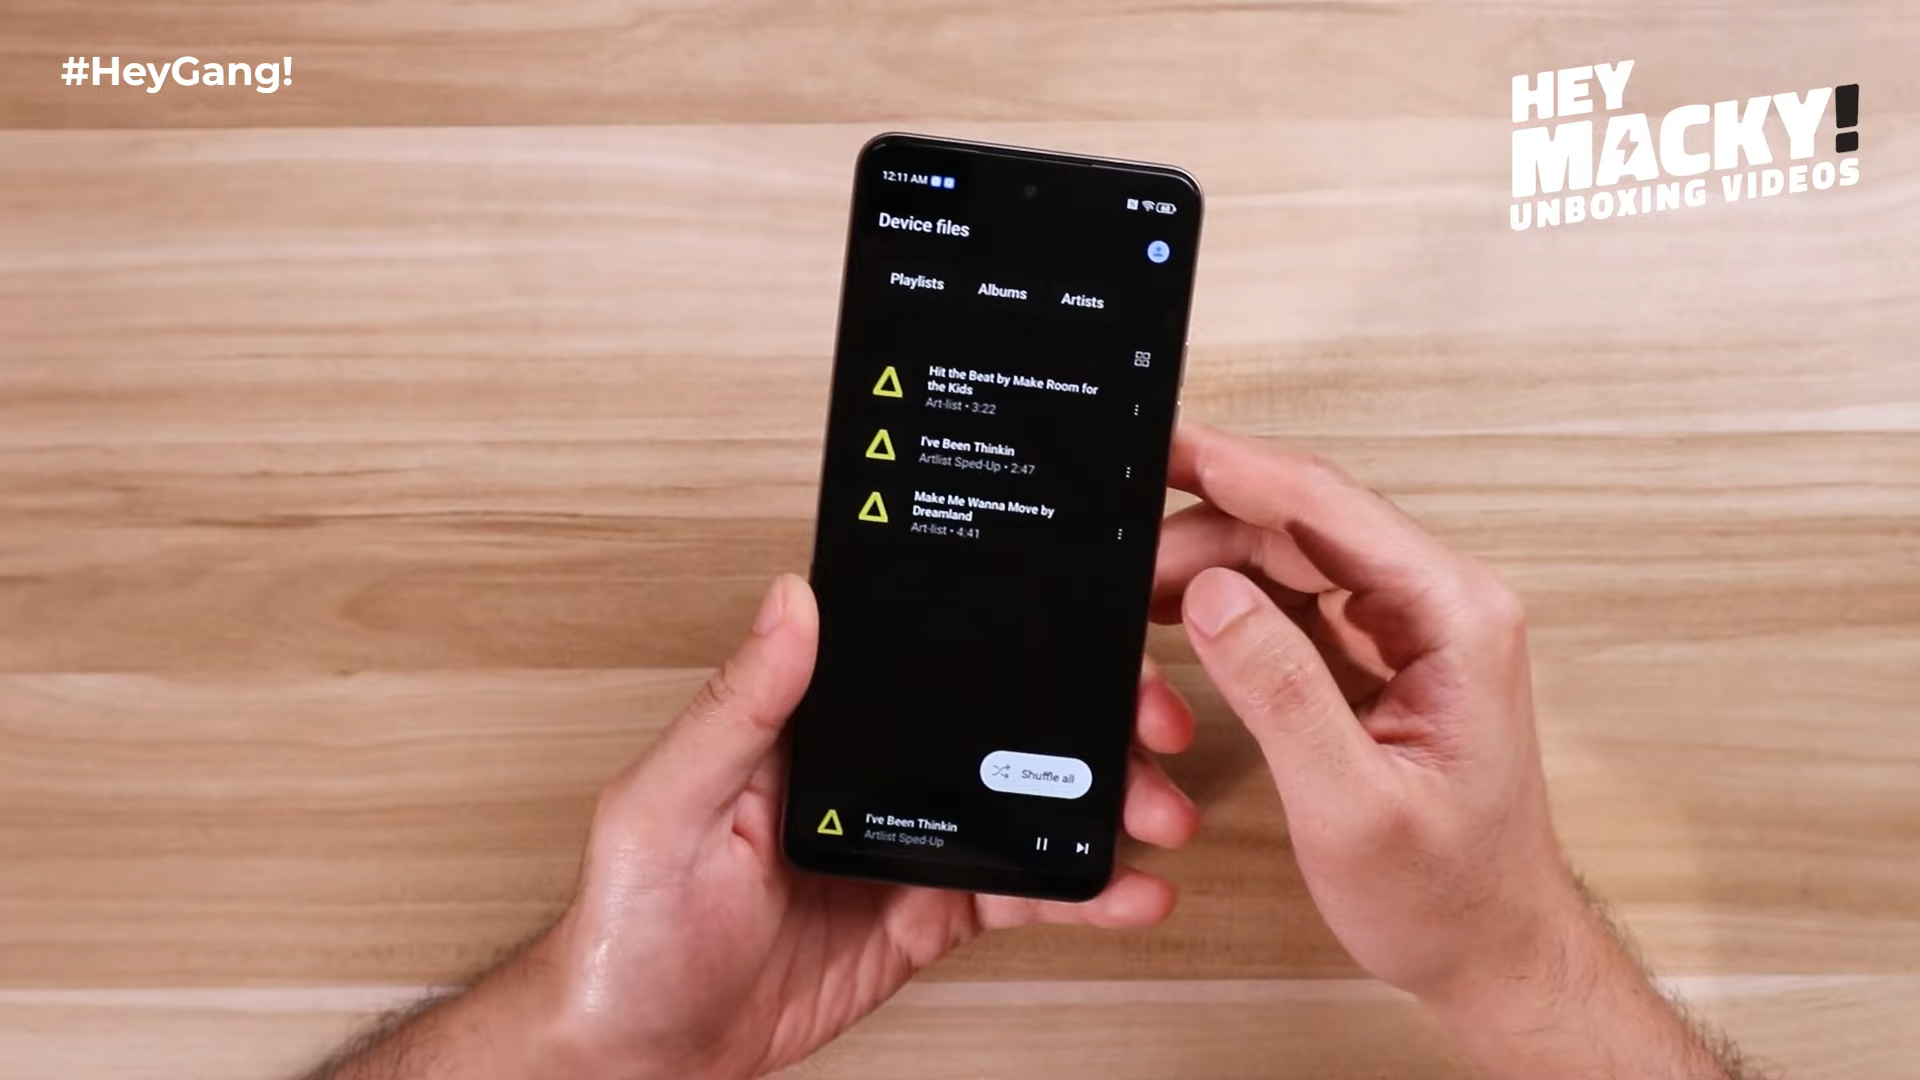 #HeyGang!
HEY
MACKY!
UNBOXING VIDEOS
12:11 AM
Device files
Playlists
Albums
Artists
Hit the Beat by Make Room for
the Kids
Art-list • 3:22
I've Been Thinkin
Artlist Sped-Up • 2:47
Make Me Wanna Move by
Dreamland
Art-list • 4:41
Shuffle all
I've Been Thinkin
Artlist Sped-Up